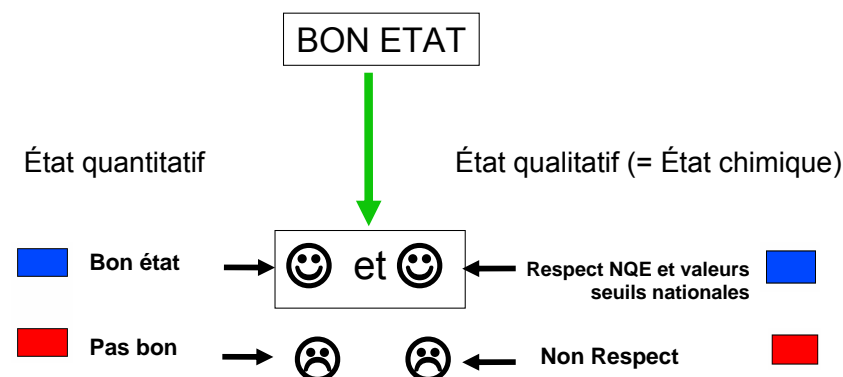 BON ETAT
État quantitatif
État qualitatif (= État chimique)
Bon état
et
Respect NQE et valeurs
seuils nationales
Pas bon
Non Respect